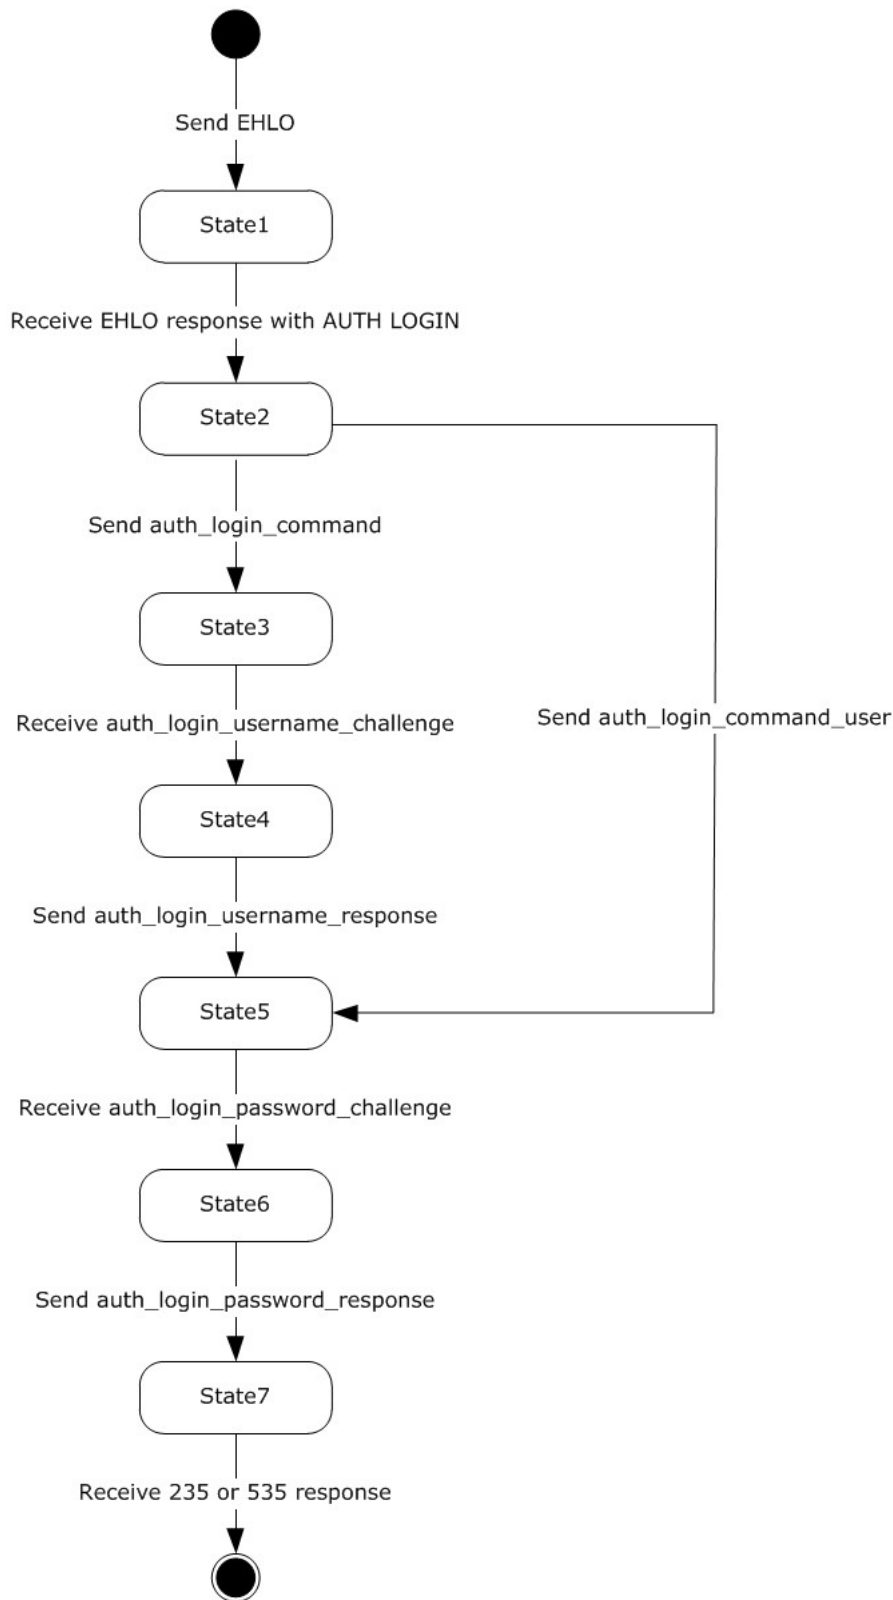 Send EHLO
State1
Receive EHLO response with AUTH LOGIN
State2
Send auth_login_command
State3
Receive auth_login_username_challenge
Send auth_login_command_user
State4
Send auth_login_username_response
State5
Receive auth_login_password_challenge
State6
Send auth_login_password_response
State7
Receive 235 or 535 response